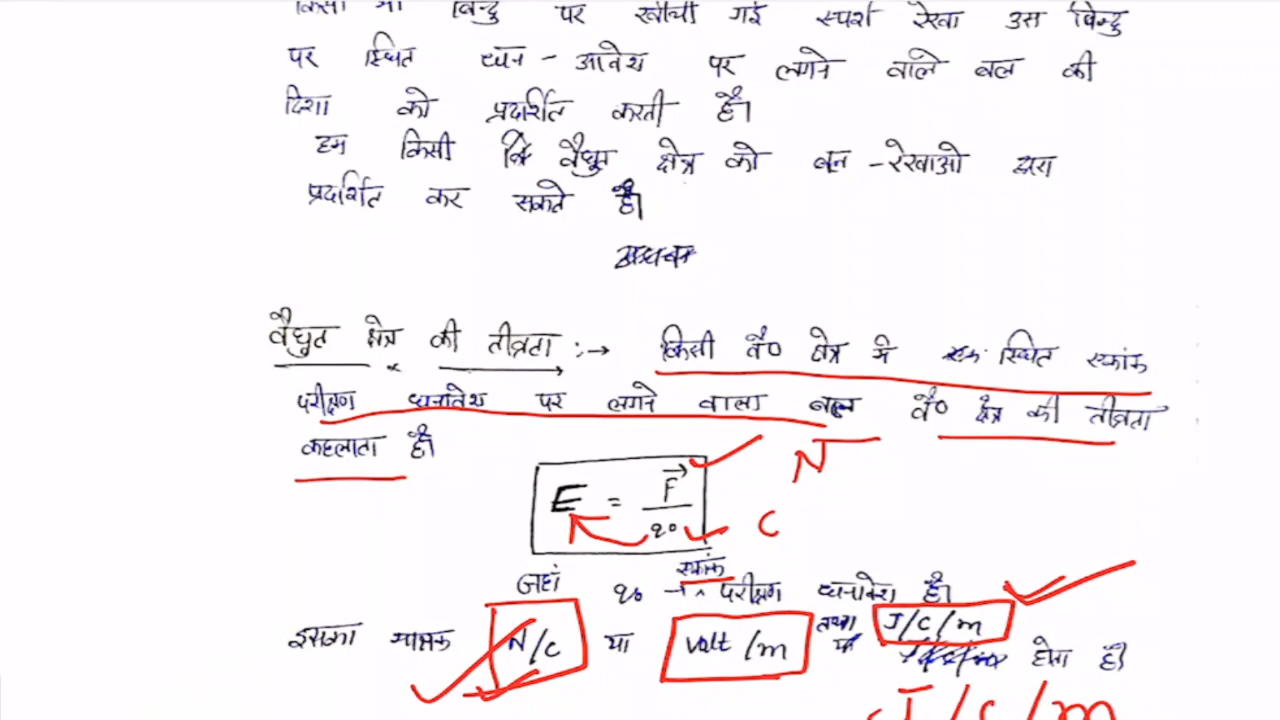 किसी भी बिन्दु पर खींची गई स्पर्श रेखा उस बिन्दु
पर स्थित धन - आवेश पर लगने वाले बल की
दिशा को प्रदर्शित करती है।
हम किसी वैधुत क्षेत्र को बल - रेखाओ द्वारा
प्रदर्शित कर सकते है।
वैधुत क्षेत्र की तीव्रता :→ किसी वै० क्षेत्र मे स्थित एकांक
परीक्षण धनावेश पर लगने वाला बल वै० क्षेत्र की तीव्रता
कहलाता है।
N
E = F→ / q० C
एकांक
जहां q० → परीक्षण धनावेश है।
इसका मात्रक N/C या Volt/m तथा J/C/m होता है।
J/C/m